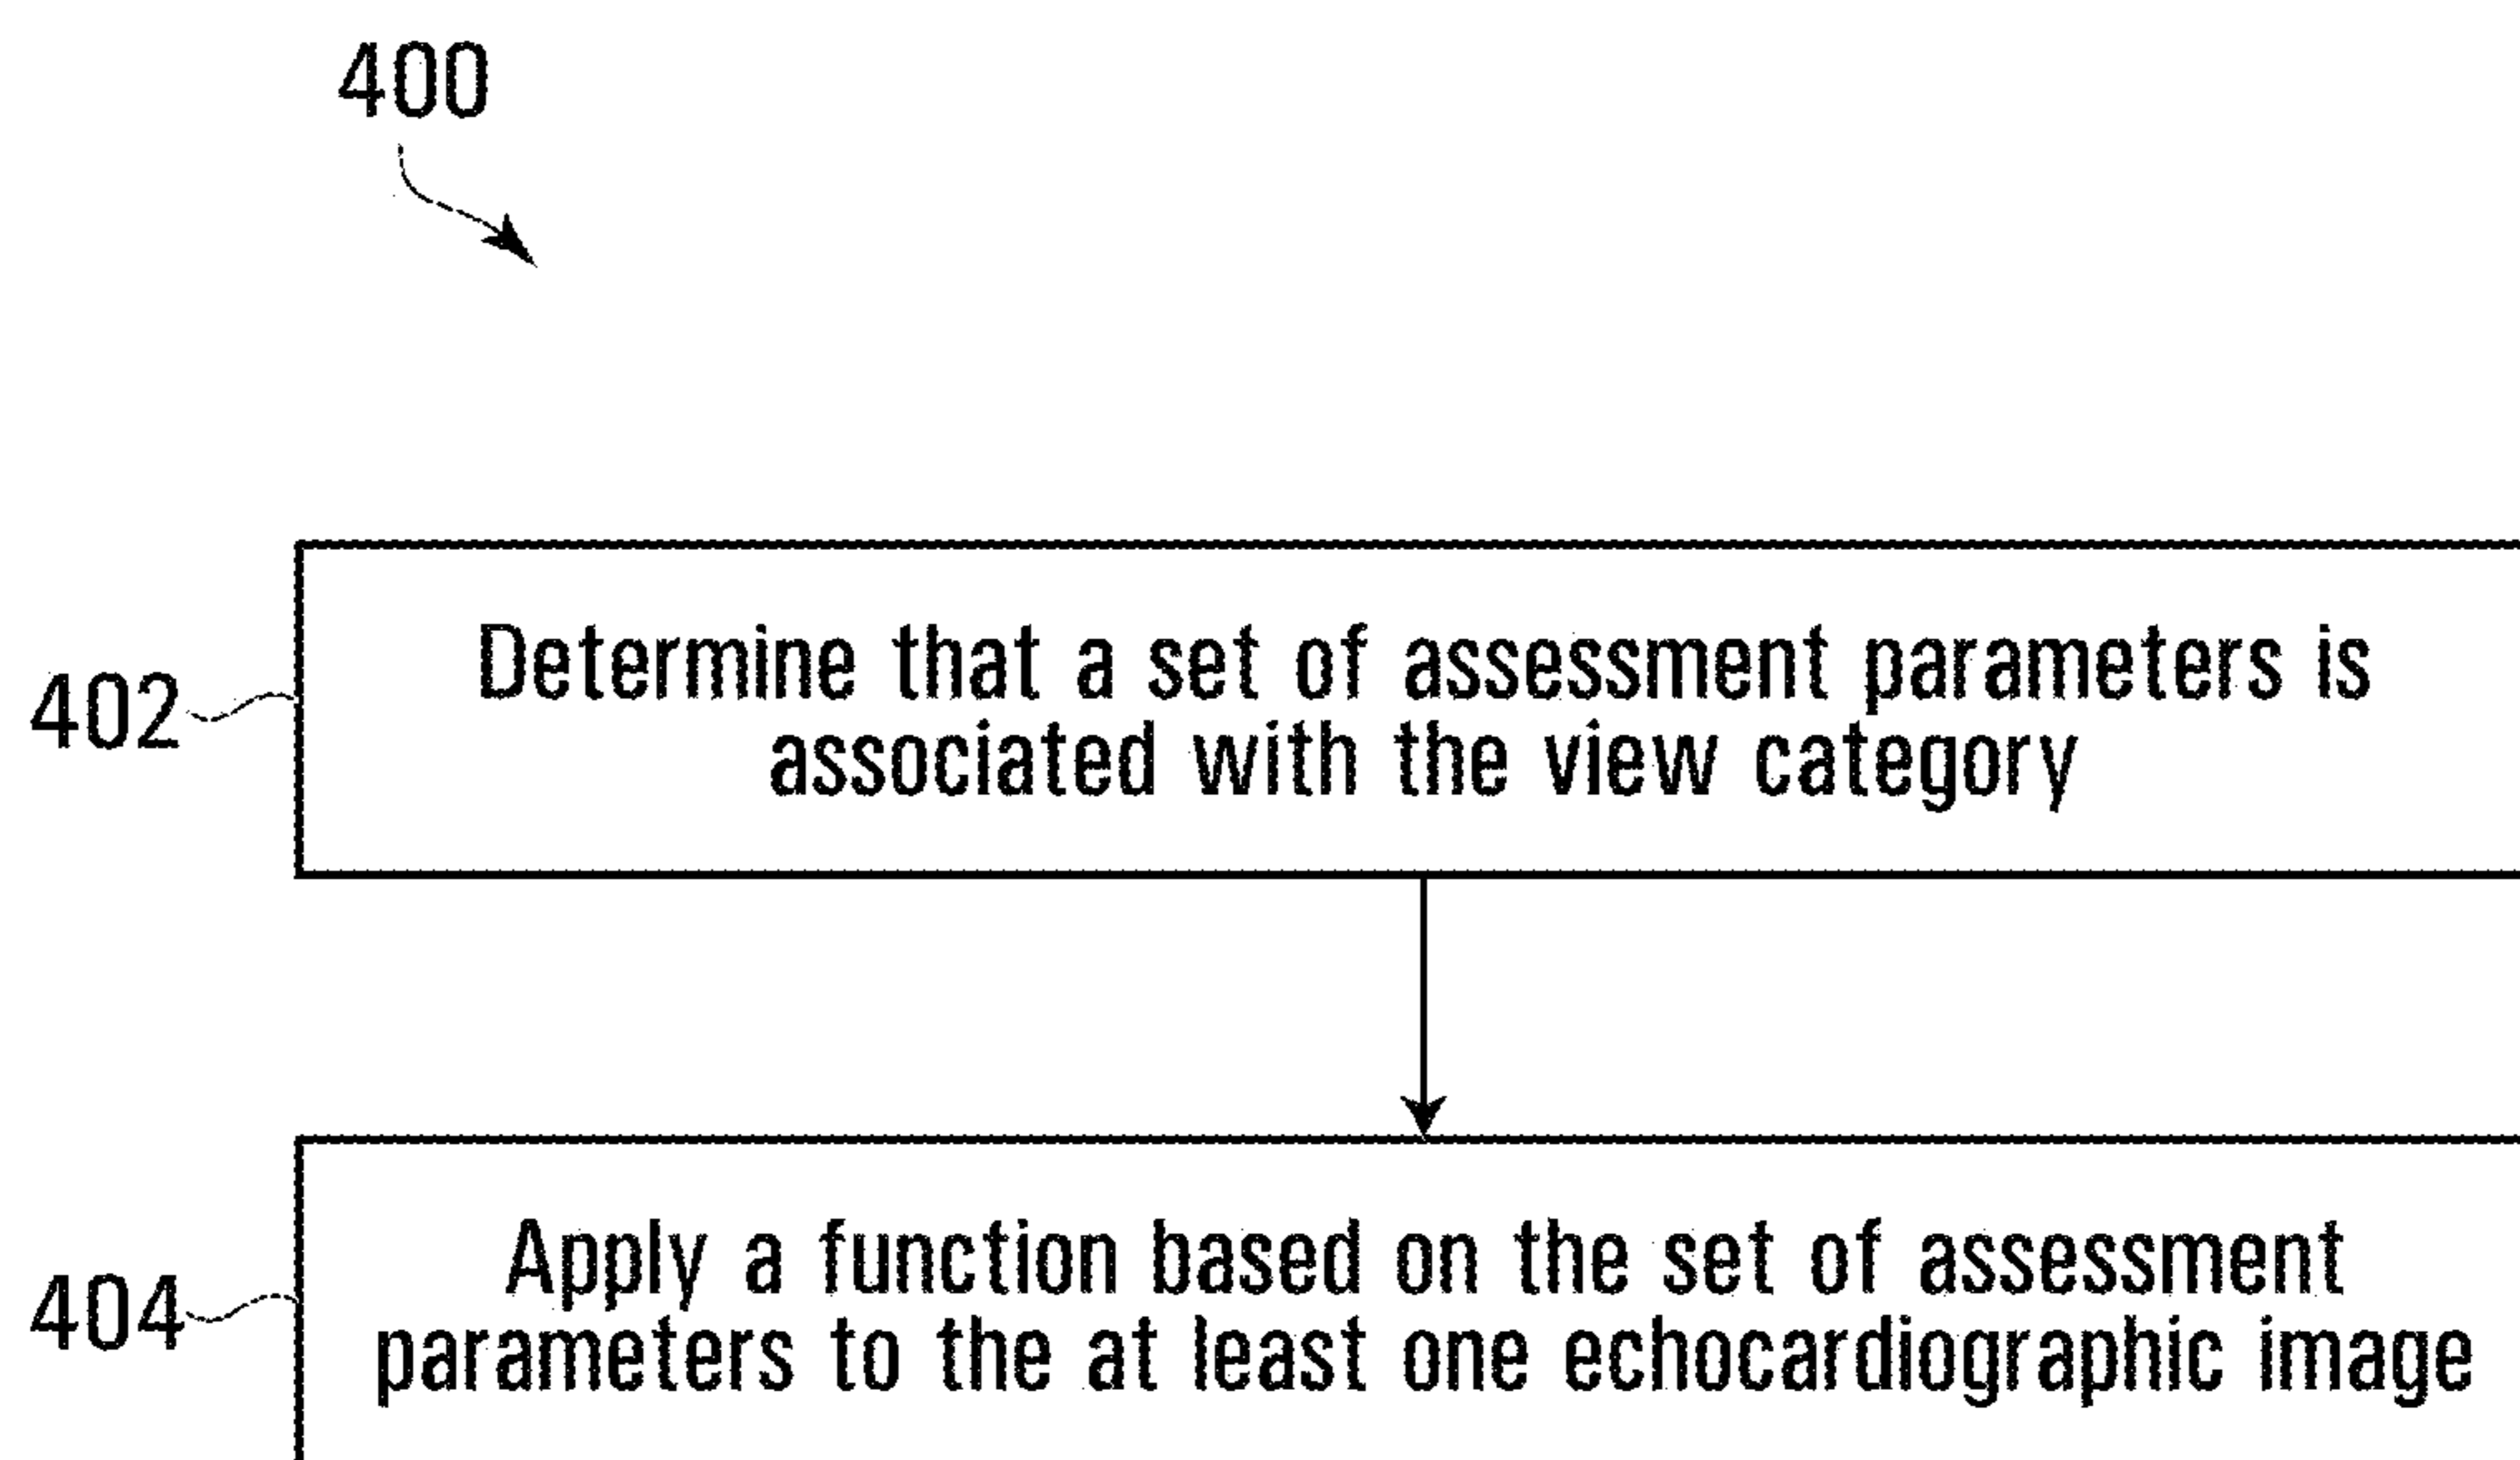 400
402
Determine that a set of assessment parameters is
associated with the view category
404
Apply a function based on the set of assessment
parameters to the at least one echocardiographic image